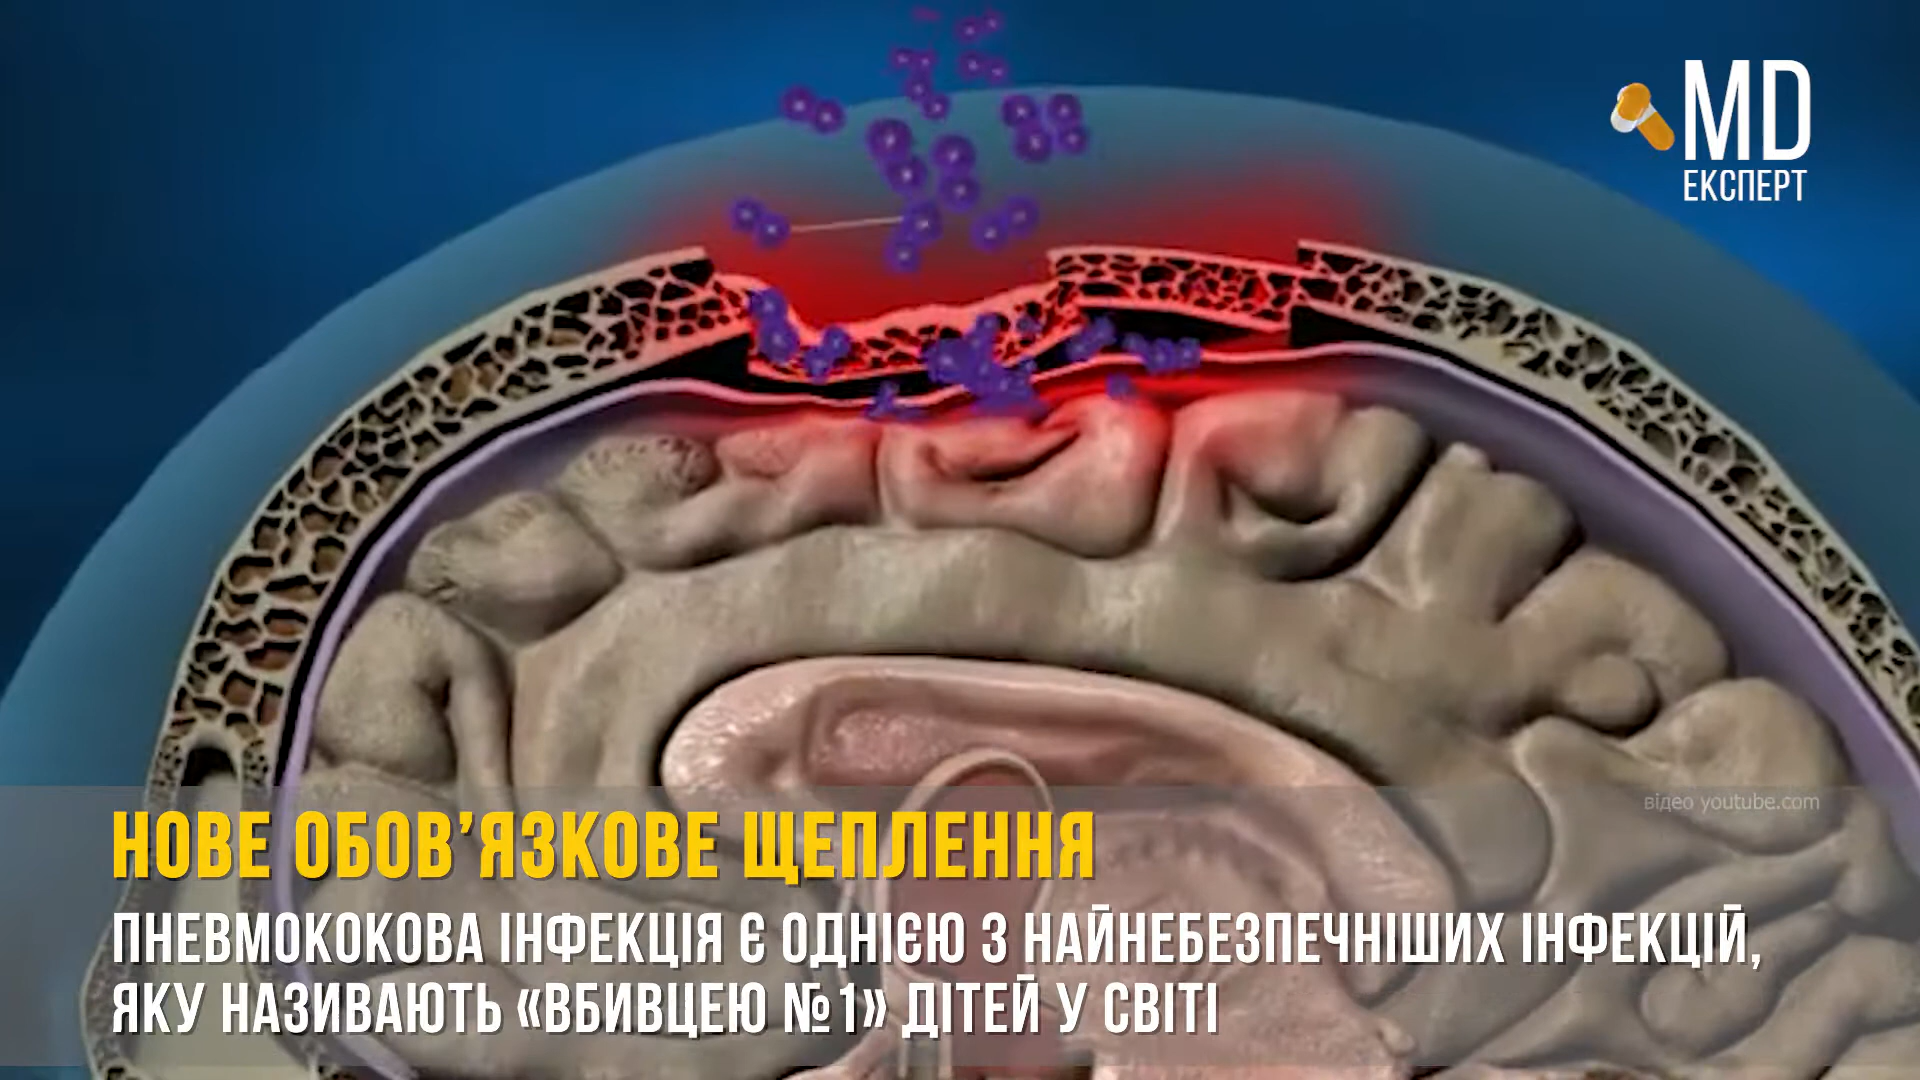 MD
ЕКСПЕРТ
відео youtube.com
НОВЕ ОБОВ’ЯЗКОВЕ ЩЕПЛЕННЯ
ПНЕВМОКОКОВА ІНФЕКЦІЯ Є ОДНІЄЮ З НАЙНЕБЕЗПЕЧНІШИХ ІНФЕКЦІЙ,
ЯКУ НАЗИВАЮТЬ «ВБИВЦЕЮ №1» ДІТЕЙ У СВІТІ